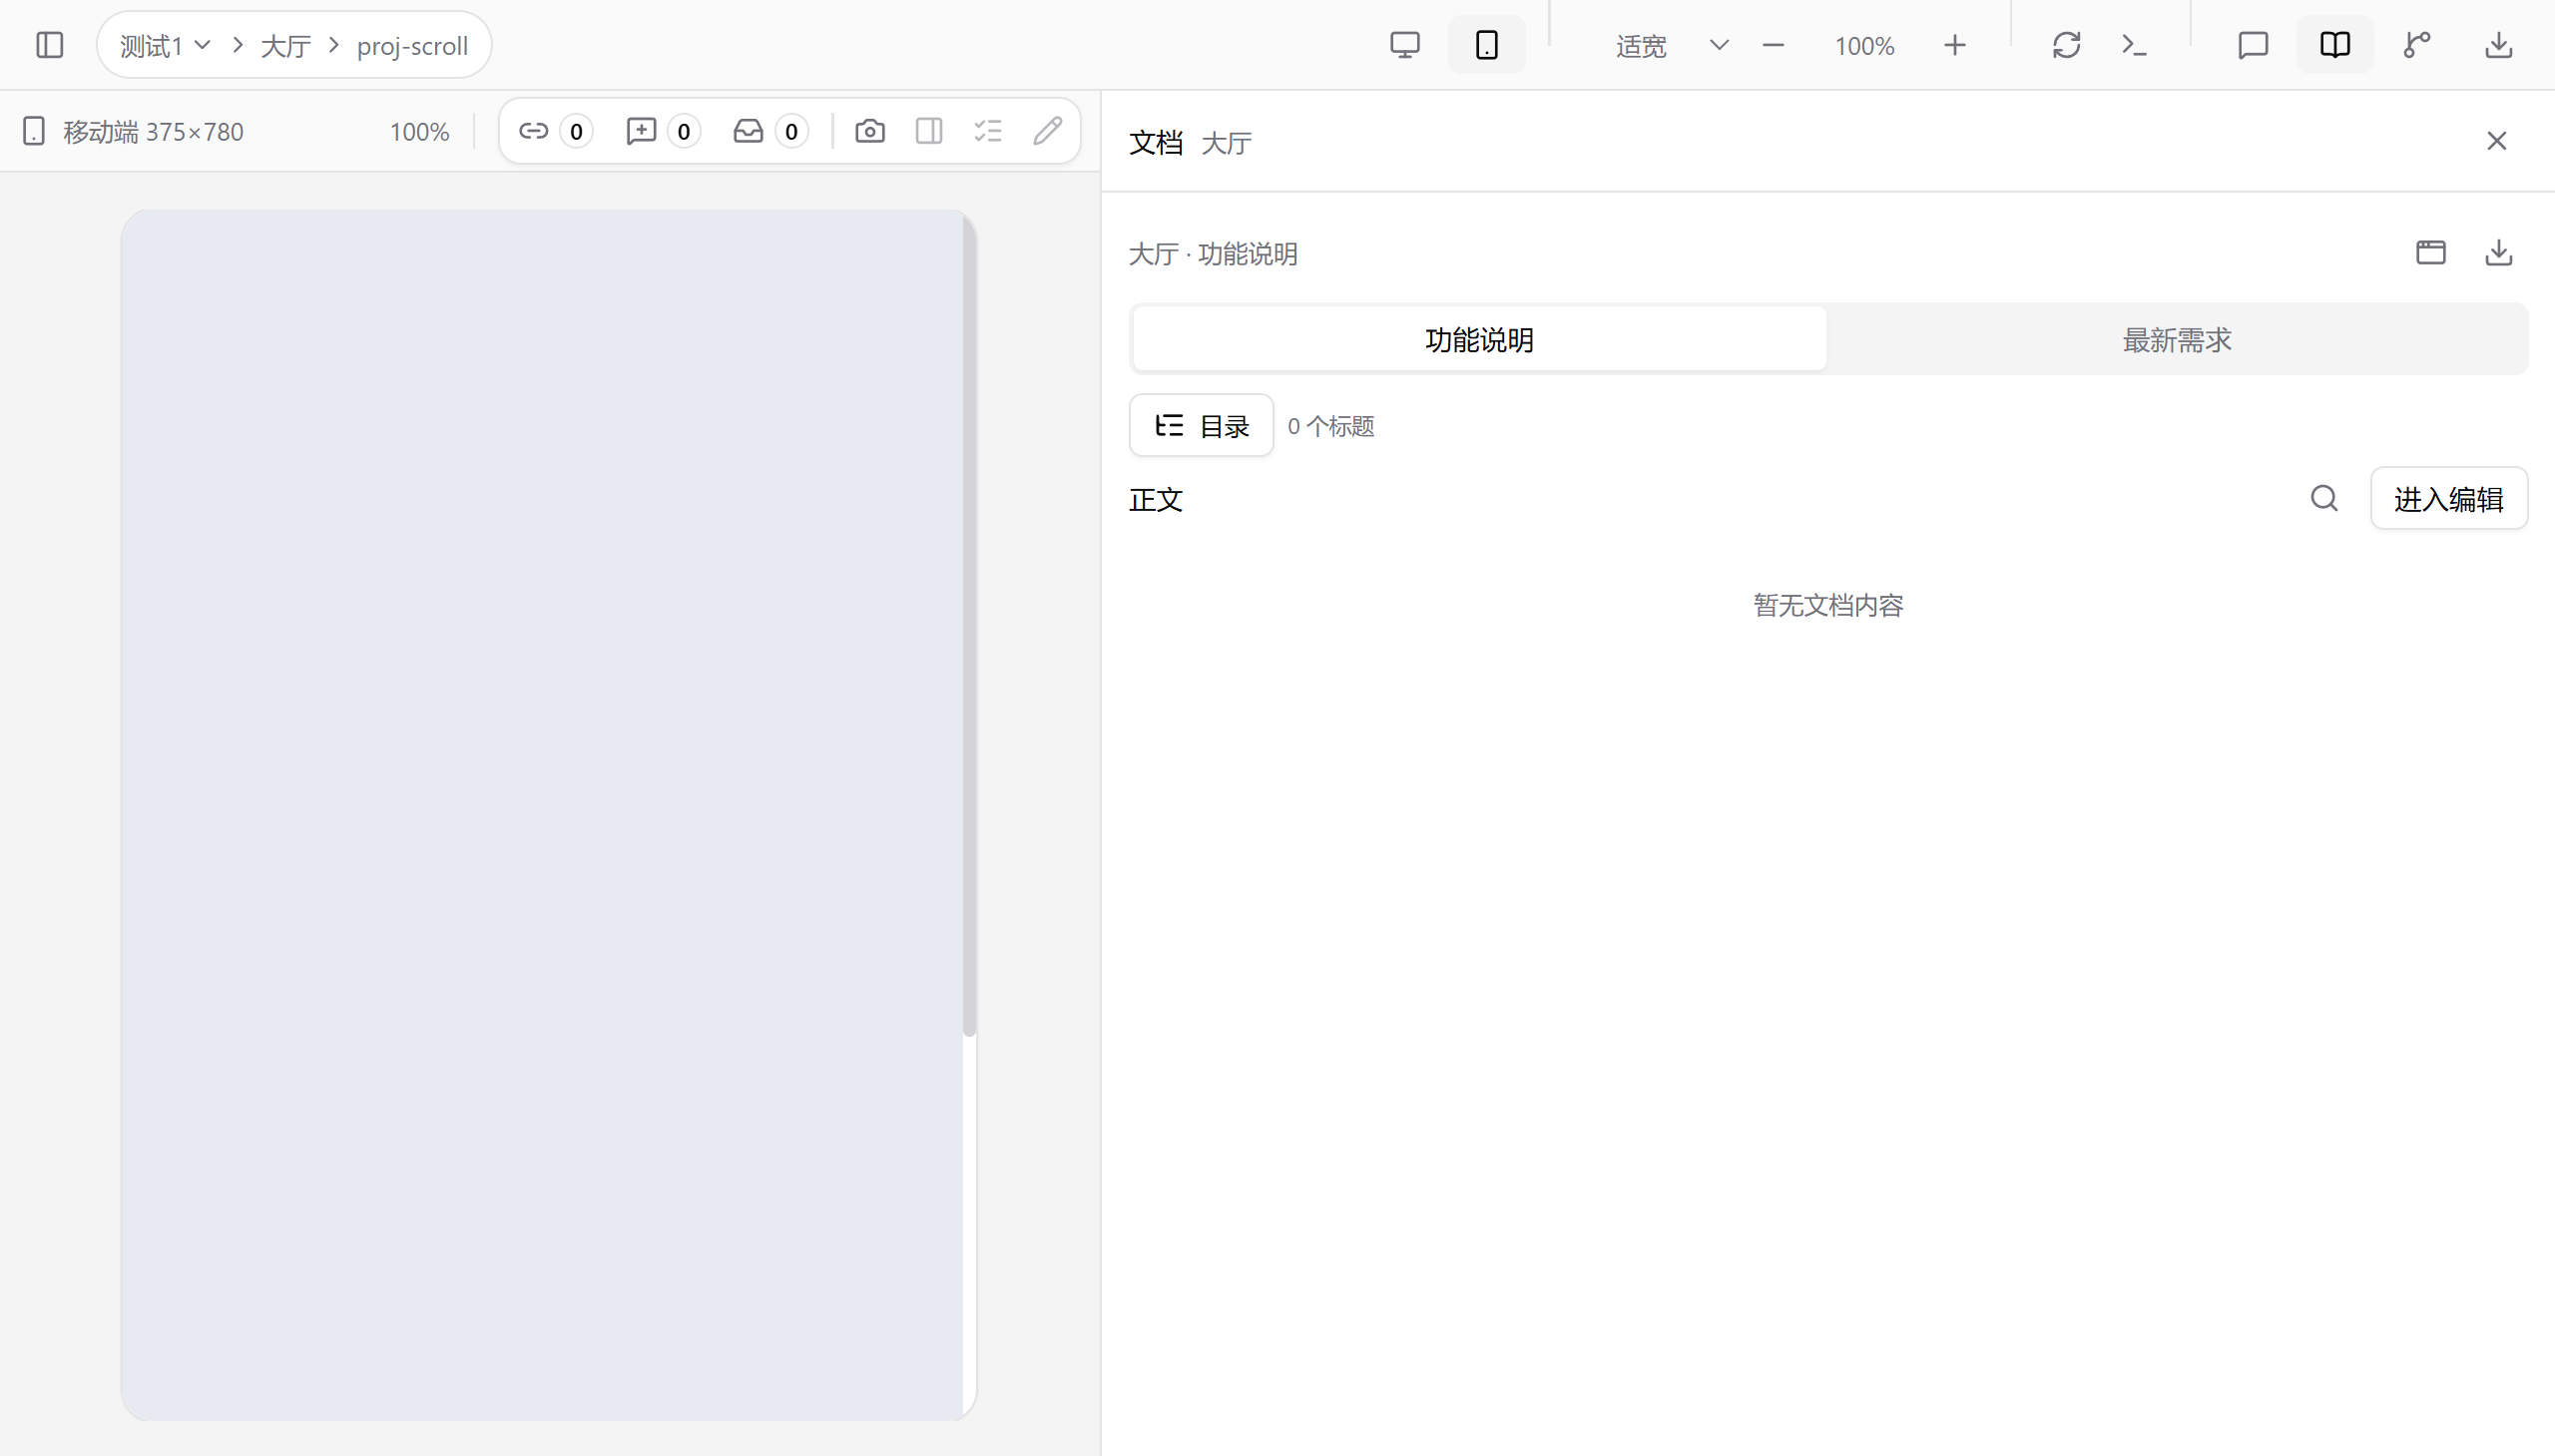 测试1 大厅 proj-scroll 适宽 100%
移动端 375×780 100% 0 0 0
文档 大厅
大厅 · 功能说明
功能说明 最新需求
目录 0 个标题
正文 进入编辑
暂无文档内容